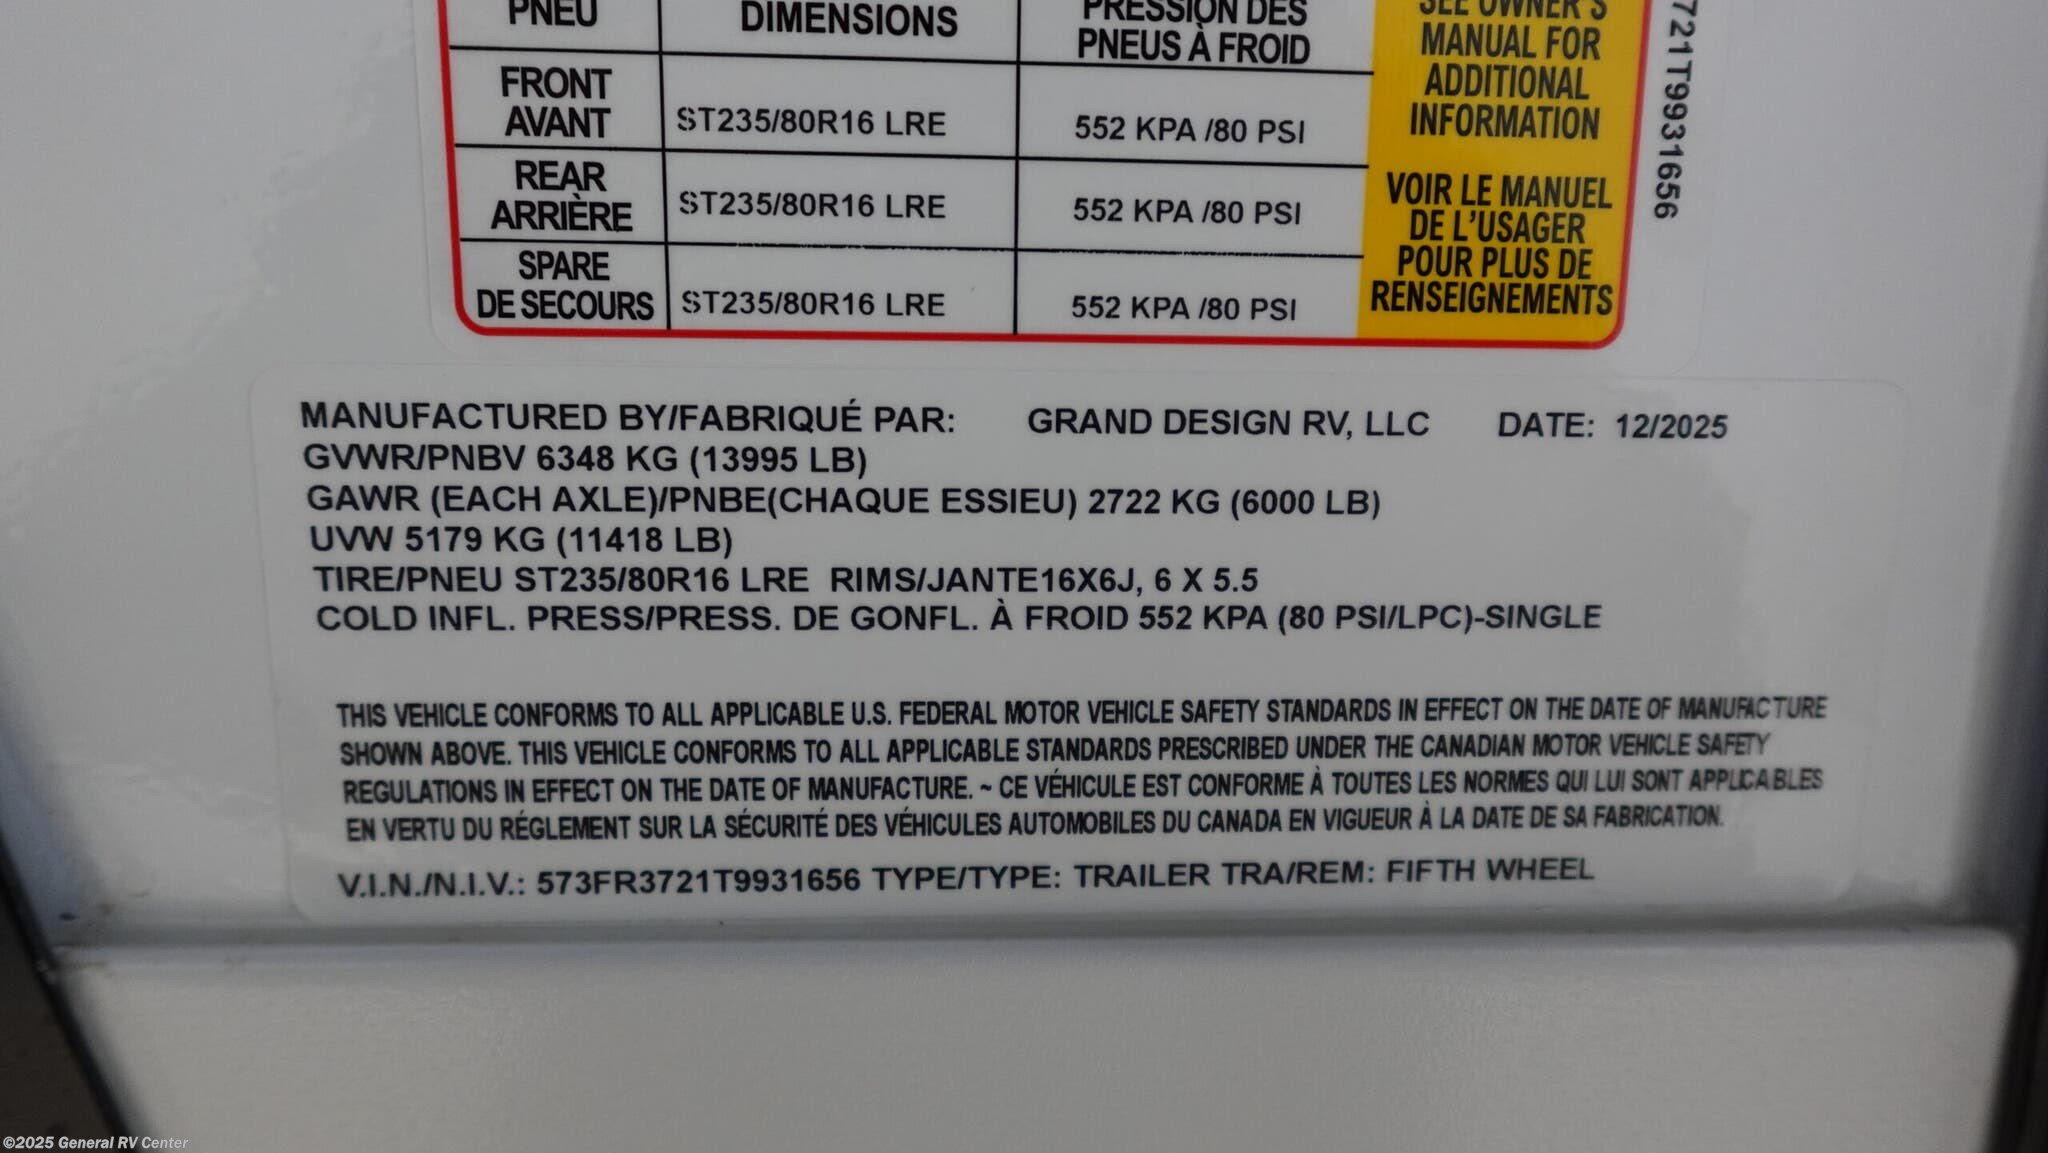 PNEU DIMENSIONS PRESSION DES PNEUS À FROID
FRONT AVANT ST235/80R16 LRE 552 KPA /80 PSI
REAR ARRIÈRE ST235/80R16 LRE 552 KPA /80 PSI
SPARE DE SECOURS ST235/80R16 LRE 552 KPA /80 PSI
SEE OWNER'S
MANUAL FOR
ADDITIONAL
INFORMATION
VOIR LE MANUEL
DE L'USAGER
POUR PLUS DE
RENSEIGNEMENTS
721T9931656
MANUFACTURED BY/FABRIQUÉ PAR: GRAND DESIGN RV, LLC DATE: 12/2025
GVWR/PNBV 6348 KG (13995 LB)
GAWR (EACH AXLE)/PNBE(CHAQUE ESSIEU) 2722 KG (6000 LB)
UVW 5179 KG (11418 LB)
TIRE/PNEU ST235/80R16 LRE RIMS/JANTE16X6J, 6 X 5.5
COLD INFL. PRESS/PRESS. DE GONFL. À FROID 552 KPA (80 PSI/LPC)-SINGLE
THIS VEHICLE CONFORMS TO ALL APPLICABLE U.S. FEDERAL MOTOR VEHICLE SAFETY STANDARDS IN EFFECT ON THE DATE OF MANUFACTURE
SHOWN ABOVE. THIS VEHICLE CONFORMS TO ALL APPLICABLE STANDARDS PRESCRIBED UNDER THE CANADIAN MOTOR VEHICLE SAFETY
REGULATIONS IN EFFECT ON THE DATE OF MANUFACTURE. ~ CE VÉHICULE EST CONFORME À TOUTES LES NORMES QUI LUI SONT APPLICABLES
EN VERTU DU RÉGLEMENT SUR LA SÉCURITÉ DES VÉHICULES AUTOMOBILES DU CANADA EN VIGUEUR À LA DATE DE SA FABRICATION.
V.I.N./N.I.V.: 573FR3721T9931656 TYPE/TYPE: TRAILER TRA/REM: FIFTH WHEEL
©2025 General RV Center